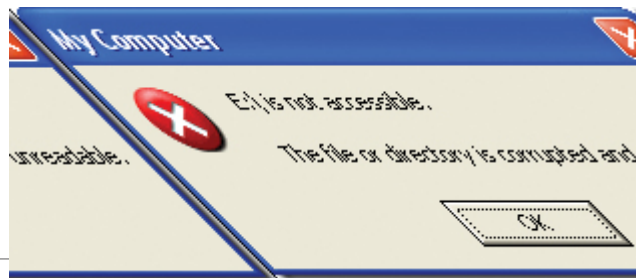 My Computer
E:\ is not accessible.
The file or directory is corrupted and
unreadable.
OK